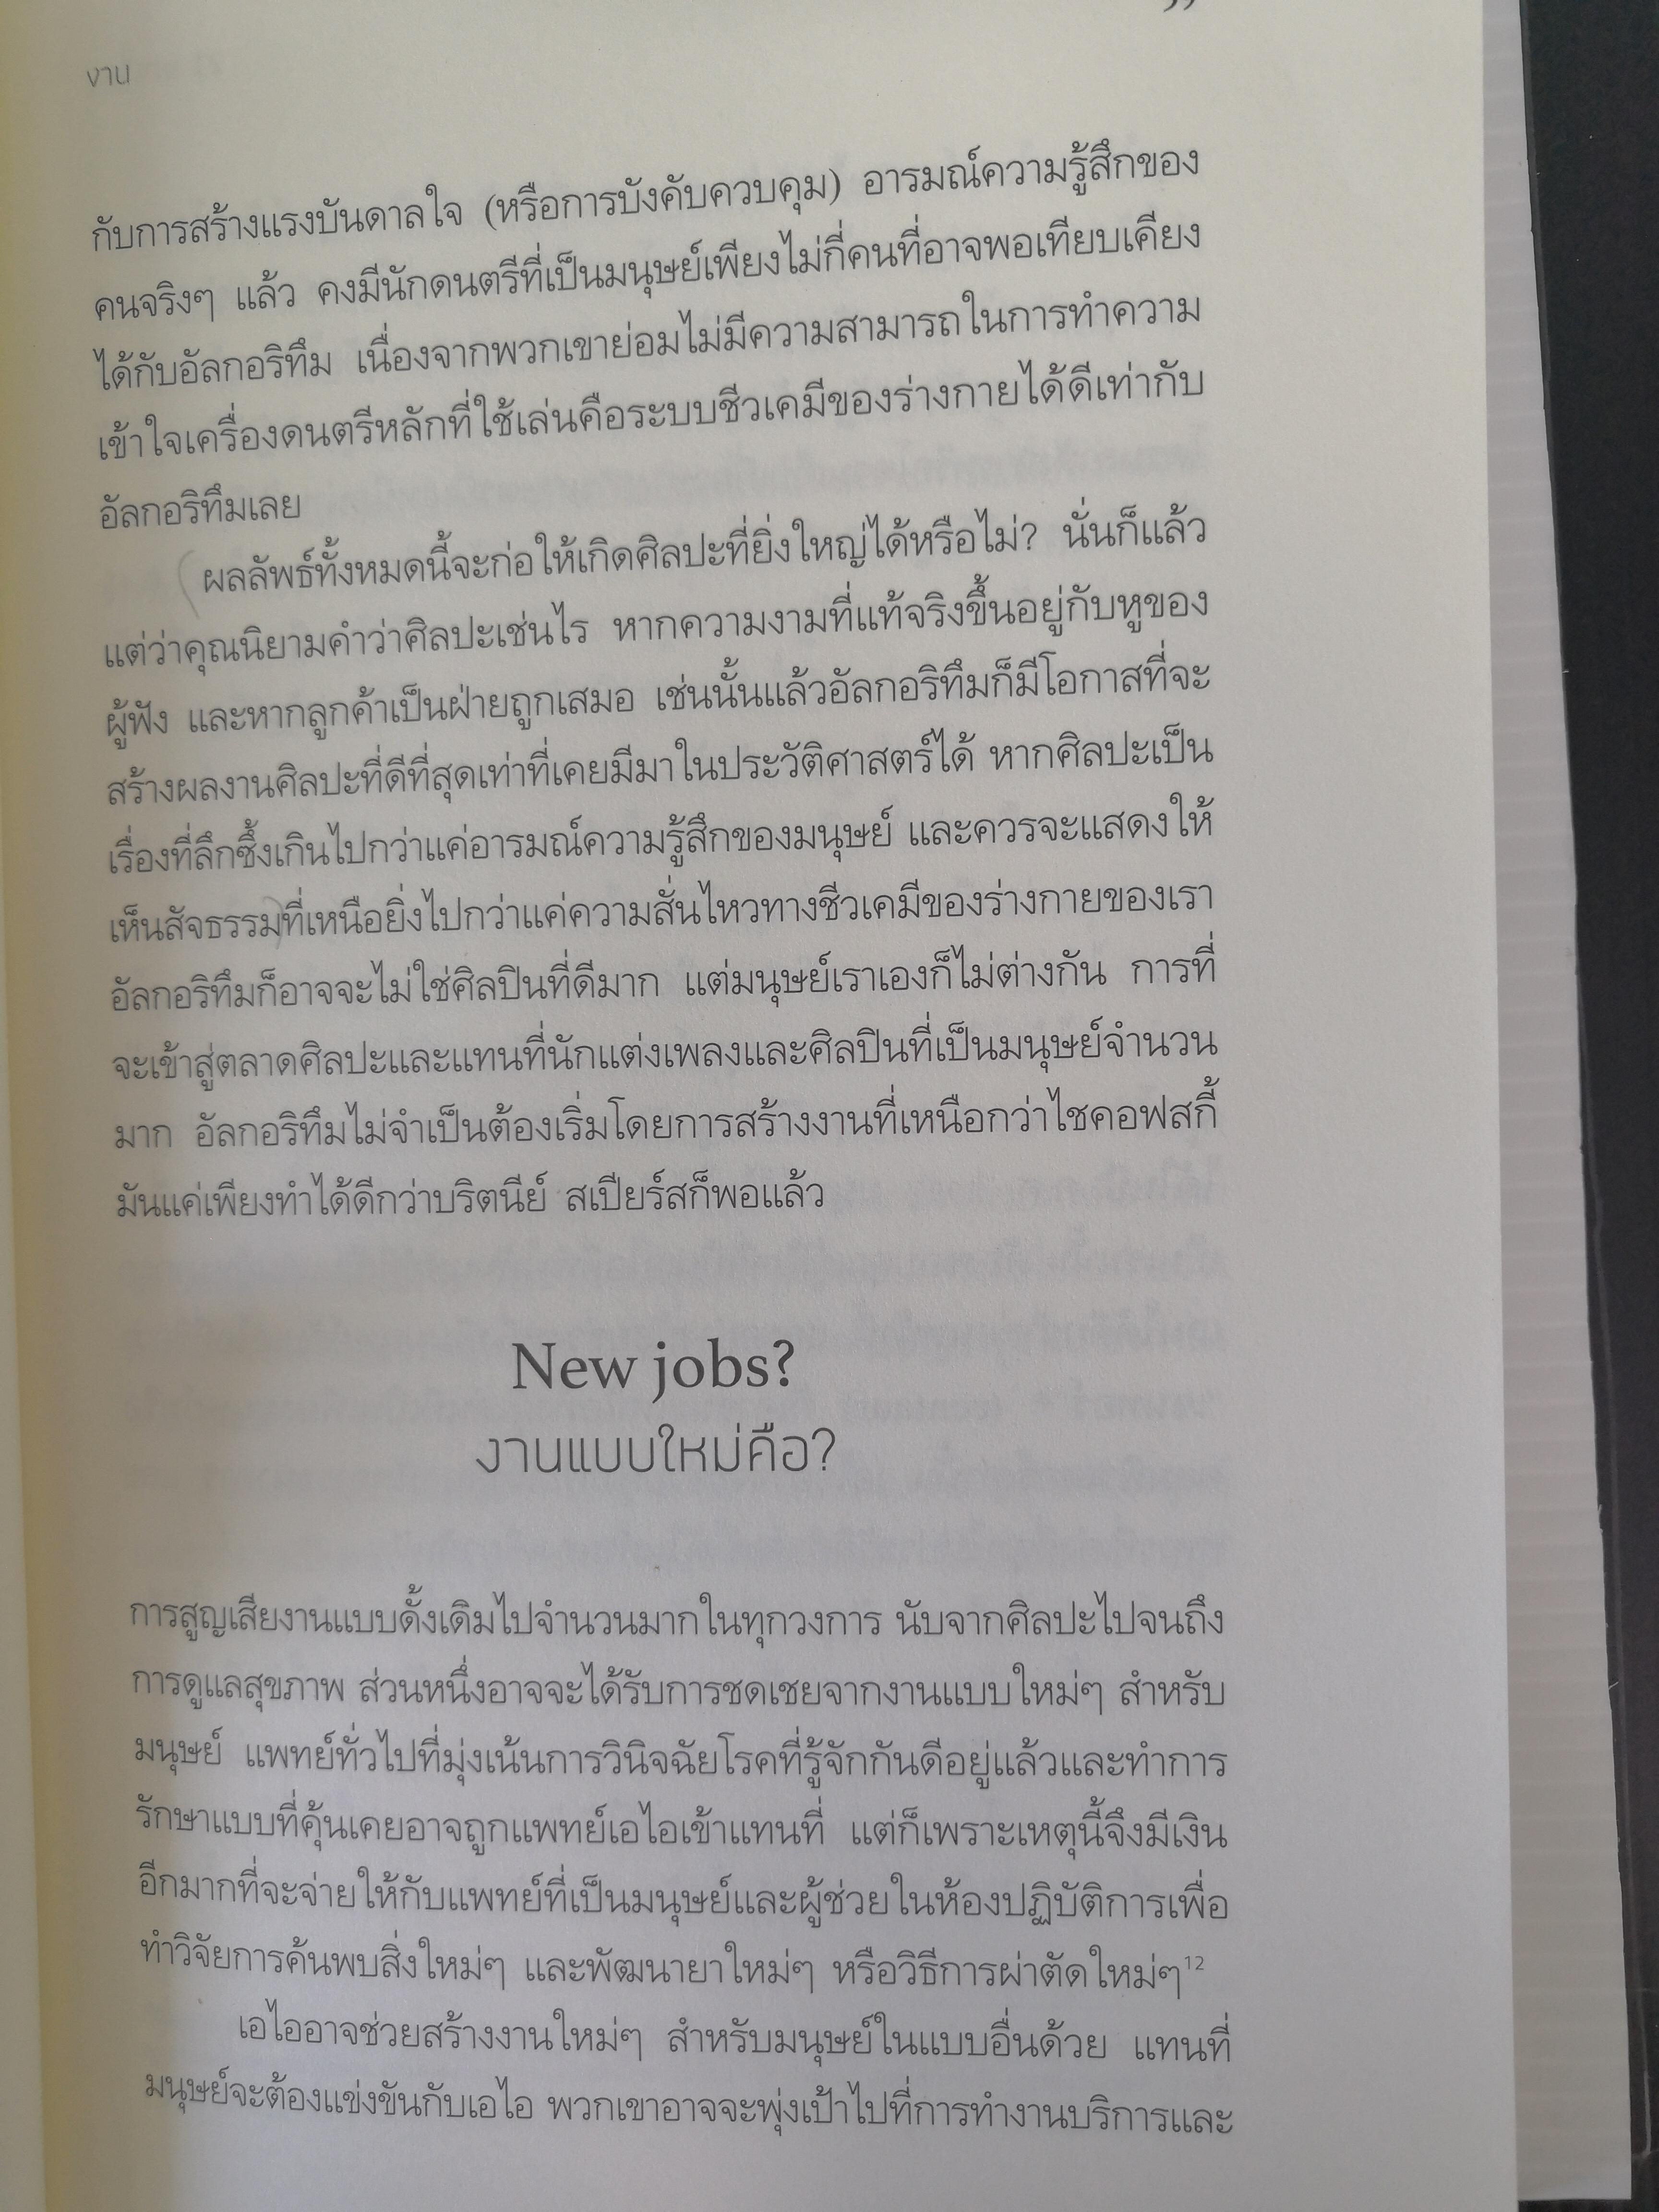 งาน
กับการสร้างแรงบันดาลใจ (หรือการบังคับควบคุม) อารมณ์ความรู้สึกของ
คนจริงๆ แล้ว คงมีนักดนตรีที่เป็นมนุษย์เพียงไม่กี่คนที่อาจพอเทียบเคียง
ได้กับอัลกอริทึม เนื่องจากพวกเขาย่อมไม่มีความสามารถในการทำความ
เข้าใจเครื่องดนตรีหลักที่ใช้เล่นคือระบบชีวเคมีของร่างกายได้ดีเท่ากับ
อัลกอริทึมเลย
ผลลัพธ์ทั้งหมดนี้จะก่อให้เกิดศิลปะที่ยิ่งใหญ่ได้หรือไม่? นั่นก็แล้ว
แต่ว่าคุณนิยามคำว่าศิลปะเช่นไร หากความงามที่แท้จริงขึ้นอยู่กับหูของ
ผู้ฟัง และหากลูกค้าเป็นฝ่ายถูกเสมอ เช่นนั้นแล้วอัลกอริทึมก็มีโอกาสที่จะ
สร้างผลงานศิลปะที่ดีที่สุดเท่าที่เคยมีมาในประวัติศาสตร์ได้ หากศิลปะเป็น
เรื่องที่ลึกซึ้งเกินไปกว่าแค่อารมณ์ความรู้สึกของมนุษย์ และควรจะแสดงให้
เห็นสัจธรรมที่เหนือยิ่งไปกว่าแค่ความสั่นไหวทางชีวเคมีของร่างกายของเรา
อัลกอริทึมก็อาจจะไม่ใช่ศิลปินที่ดีมาก แต่มนุษย์เราเองก็ไม่ต่างกัน การที่
จะเข้าสู่ตลาดศิลปะและแทนที่นักแต่งเพลงและศิลปินที่เป็นมนุษย์จำนวน
มาก อัลกอริทึมไม่จำเป็นต้องเริ่มโดยการสร้างงานที่เหนือกว่าไชคอฟสกี้
มันแค่เพียงทำได้ดีกว่าบริตนีย์ สเปียร์สก็พอแล้ว
New jobs?
งานแบบใหม่คือ?
การสูญเสียงานแบบดั้งเดิมไปจำนวนมากในทุกวงการ นับจากศิลปะไปจนถึง
การดูแลสุขภาพ ส่วนหนึ่งอาจจะได้รับการชดเชยจากงานแบบใหม่ๆ สำหรับ
มนุษย์ แพทย์ทั่วไปที่มุ่งเน้นการวินิจฉัยโรคที่รู้จักกันดีอยู่แล้วและทำการ
รักษาแบบที่คุ้นเคยอาจถูกแพทย์เอไอเข้าแทนที่ แต่ก็เพราะเหตุนี้จึงมีเงิน
อีกมากที่จะจ่ายให้กับแพทย์ที่เป็นมนุษย์และผู้ช่วยในห้องปฏิบัติการเพื่อ
ทำวิจัยการค้นพบสิ่งใหม่ๆ และพัฒนายาใหม่ๆ หรือวิธีการผ่าตัดใหม่ๆ¹²
เอไออาจช่วยสร้างงานใหม่ๆ สำหรับมนุษย์ในแบบอื่นด้วย แทนที่
มนุษย์จะต้องแข่งขันกับเอไอ พวกเขาอาจจะพุ่งเป้าไปที่การทำงานบริการและ